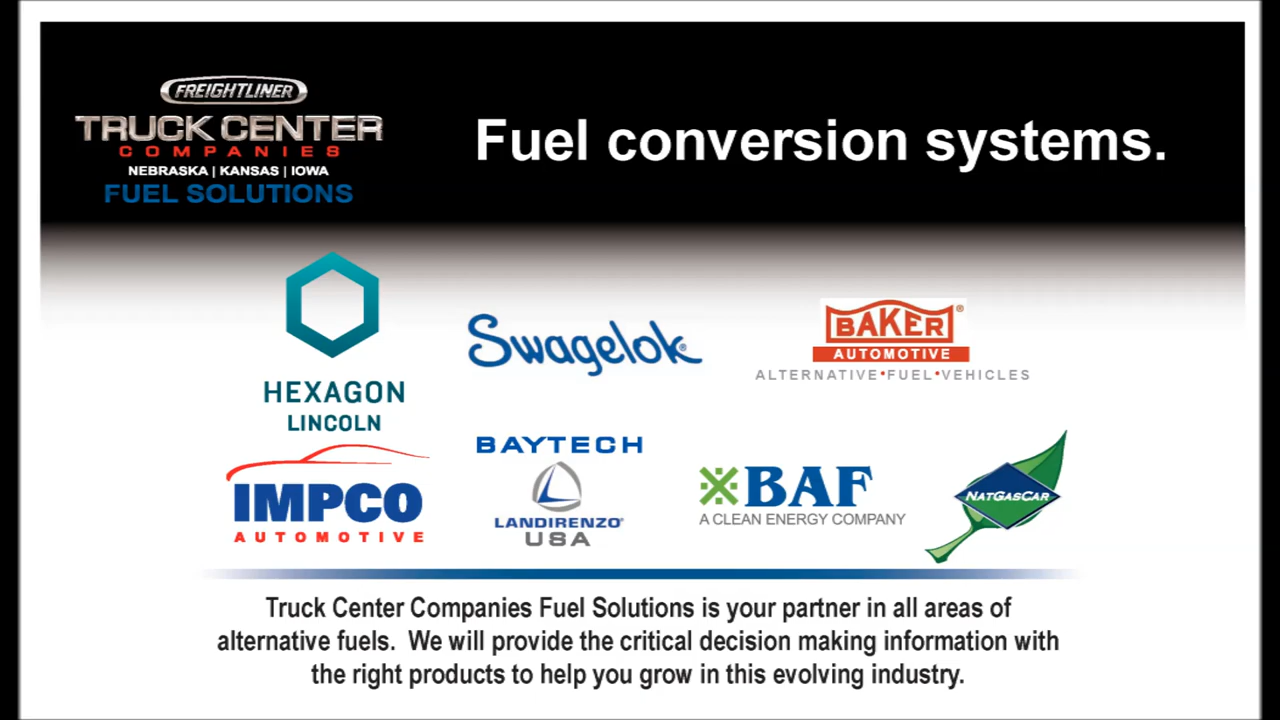 FREIGHTLINER
TRUCK CENTER
COMPANIES
NEBRASKA | KANSAS | IOWA
FUEL SOLUTIONS
Fuel conversion systems.
HEXAGON
LINCOLN
Swagelok®
BAKER®
AUTOMOTIVE
ALTERNATIVE•FUEL•VEHICLES
IMPCO
AUTOMOTIVE
BAYTECH
LANDIRENZO®
USA
BAF
A CLEAN ENERGY COMPANY
NATGASCAR
Truck Center Companies Fuel Solutions is your partner in all areas of
alternative fuels. We will provide the critical decision making information with
the right products to help you grow in this evolving industry.